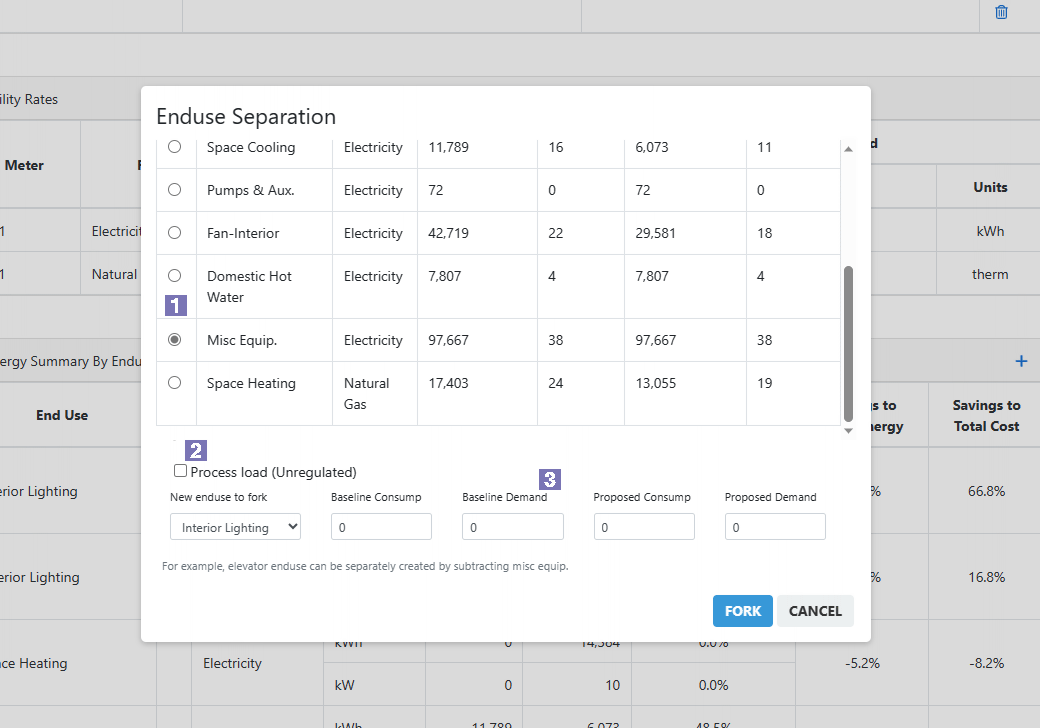 ility Rates
Enduse Separation
d
Meter
Units
Space Cooling Electricity 11,789 16 6,073 11
Pumps & Aux. Electricity 72 0 72 0
1 Electricit Fan-Interior Electricity 42,719 22 29,581 18 kWh
1 Natural Domestic Hot Electricity 7,807 4 7,807 4 therm
Water
1
Misc Equip. Electricity 97,667 38 97,667 38
ergy Summary By Endu
Space Heating Natural 17,403 24 13,055 19
Gas
End Use
gs to
nergy
Savings to
Total Cost
2
Process load (Unregulated)
3
New enduse to fork Baseline Consump Baseline Demand Proposed Consump Proposed Demand
Interior Lighting 0 0 0 0
erior Lighting % 66.8%
For example, elevator enduse can be separately created by subtracting misc equip.
erior Lighting % 16.8%
FORK CANCEL
kWh 0 14,564 0.0%
ace Heating Electricity -5.2% -8.2%
kW 0 10 0.0%
kWh 11,789 6,073 48.5%